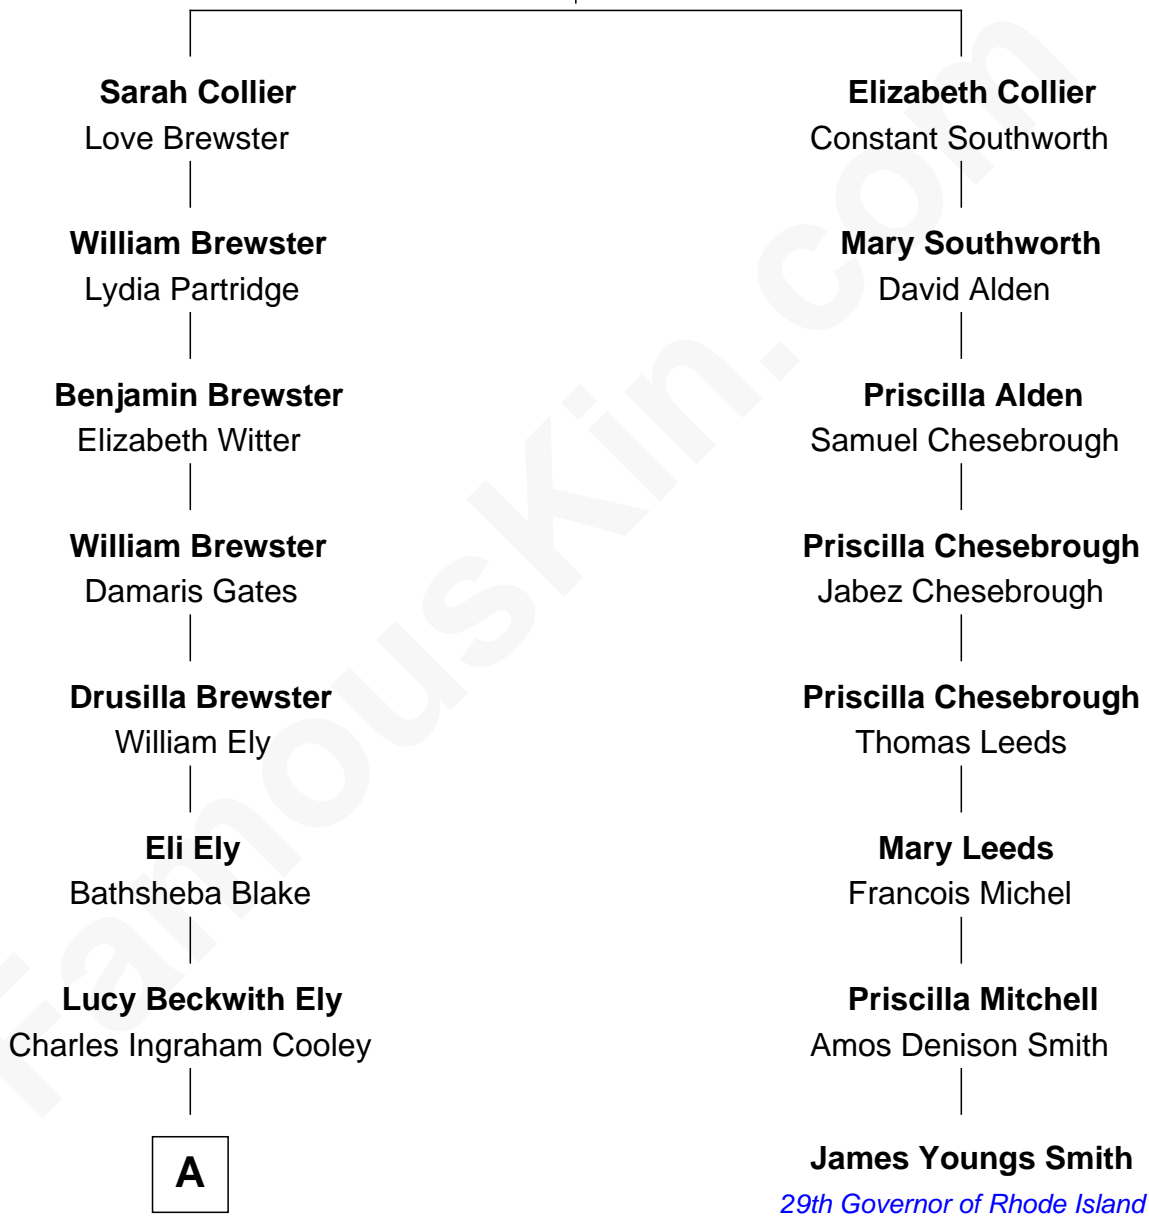 Sarah Collier
Love Brewster
William Brewster
Lydia Partridge
Benjamin Brewster
Elizabeth Witter
William Brewster
Damaris Gates
Drusilla Brewster
William Ely
Eli Ely
Bathsheba Blake
Lucy Beckwith Ely
Charles Ingraham Cooley
A
Elizabeth Collier
Constant Southworth
Mary Southworth
David Alden
Priscilla Alden
Samuel Chesebrough
Priscilla Chesebrough
Jabez Chesebrough
Priscilla Chesebrough
Thomas Leeds
Mary Leeds
Francois Michel
Priscilla Mitchell
Amos Denison Smith
James Youngs Smith
29th Governor of Rhode Island
FamousKin.com